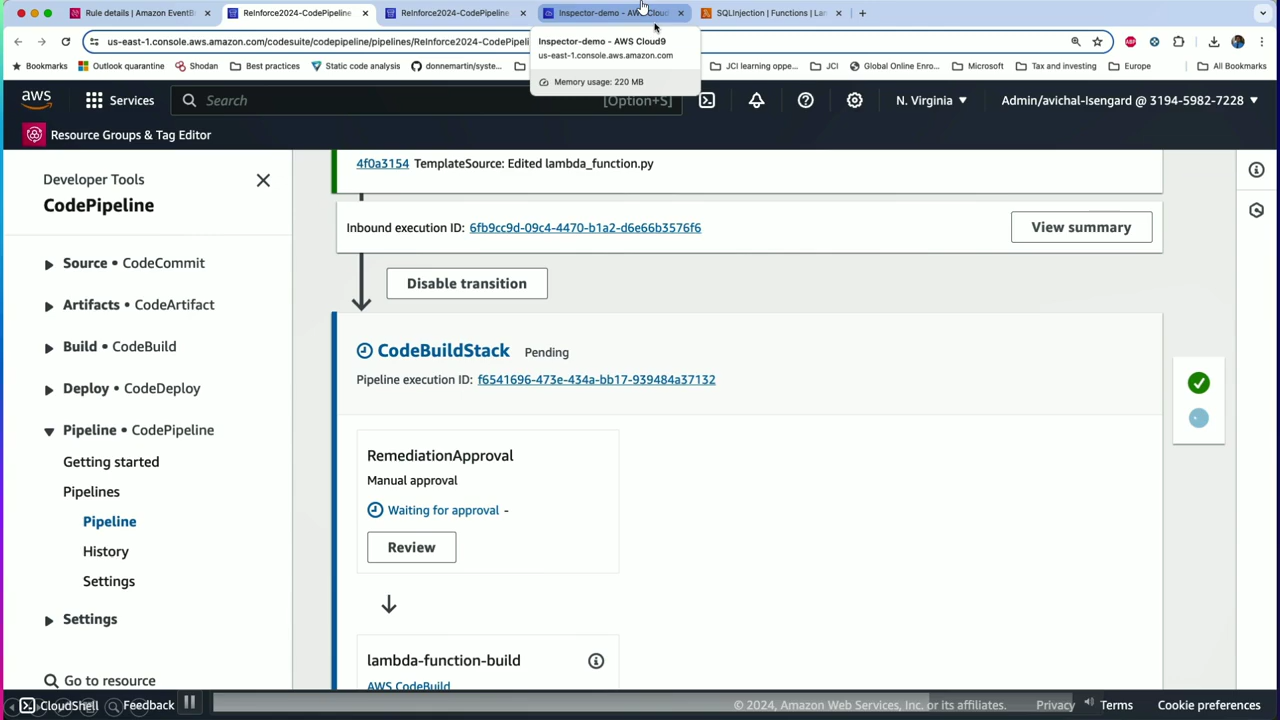 Rule details | Amazon EventB
ReInforce2024-CodePipeline
ReInforce2024-CodePipeline
Inspector-demo - AWS Cloud
SQLInjection | Functions | La
us-east-1.console.aws.amazon.com/codesuite/codepipeline/pipelines/ReInforce2024-CodePipeli
Inspector-demo - AWS Cloud9
us-east-1.console.aws.amazon.com
Memory usage: 220 MB
Bookmarks
Outlook quarantine
Shodan
Best practices
Static code analysis
donnemartin/syste...
JCI learning oppe...
JCI
Global Online Enro...
Microsoft
Tax and investing
Europe
All Bookmarks
aws
Services
Search
[Option+S]
N. Virginia
Admin/avichal-Isengard @ 3194-5982-7228
Resource Groups & Tag Editor
Developer Tools
CodePipeline
Source • CodeCommit
Artifacts • CodeArtifact
Build • CodeBuild
Deploy • CodeDeploy
Pipeline • CodePipeline
Getting started
Pipelines
Pipeline
History
Settings
Settings
Go to resource
4f0a3154 TemplateSource: Edited lambda_function.py
Inbound execution ID: 6fb9cc9d-09c4-4470-b1a2-d6e66b3576f6
View summary
Disable transition
CodeBuildStack Pending
Pipeline execution ID: f6541696-473e-434a-bb17-939484a37132
RemediationApproval
Manual approval
Waiting for approval -
Review
lambda-function-build
AWS CodeBuild
CloudShell
Feedback
© 2024, Amazon Web Services, Inc. or its affiliates.
Privacy
Terms
Cookie preferences